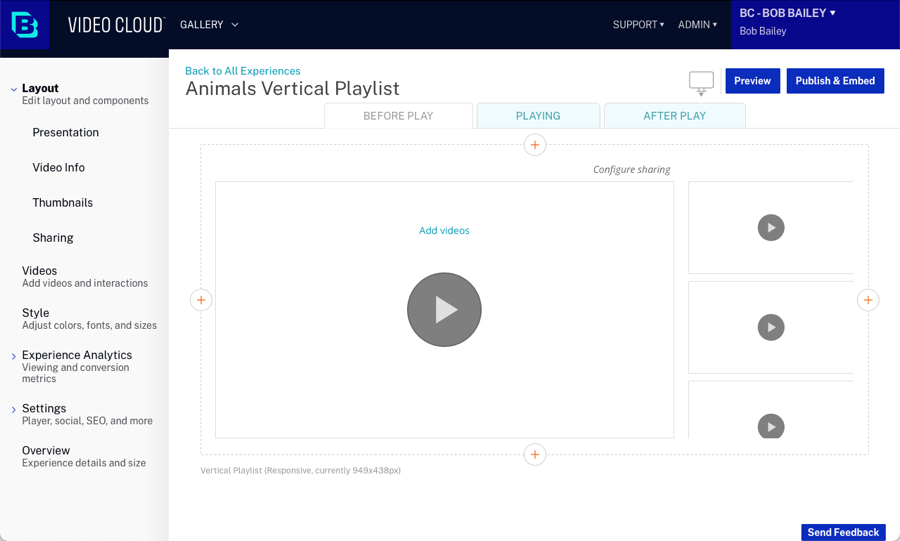 VIDEO CLOUD
GALLERY
SUPPORT
ADMIN
BC - BOB BAILEY
Bob Bailey
Layout
Edit layout and components
Presentation
Video Info
Thumbnails
Sharing
Videos
Add videos and interactions
Style
Adjust colors, fonts, and sizes
Experience Analytics
Viewing and conversion
metrics
Settings
Player, social, SEO, and more
Overview
Experience details and size
Back to All Experiences
Animals Vertical Playlist
Preview
Publish & Embed
BEFORE PLAY
PLAYING
AFTER PLAY
Configure sharing
Add videos
Vertical Playlist (Responsive, currently 949x438px)
Send Feedback